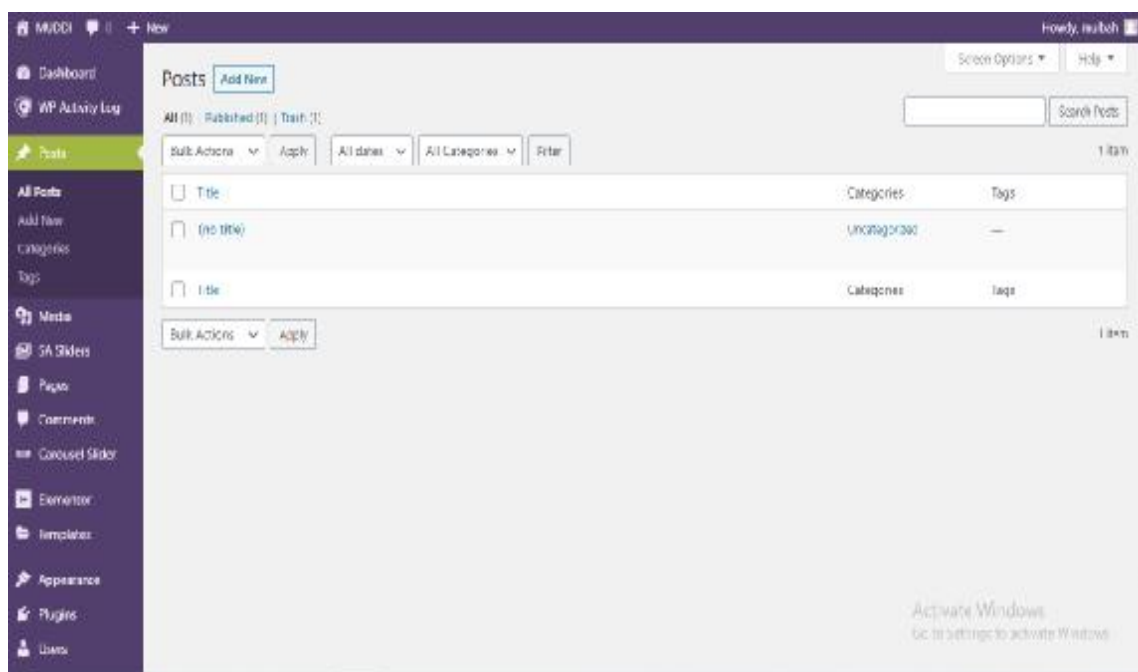 MUDDI 0 + New Howdy, mulbah
Dashboard
WP Activity Log
Posts
All Posts
Add New
Categories
Tags
Media
SA Sliders
Pages
Comments
Carousel Slider
Elementor
Templates
Appearance
Plugins
Users
Screen Options Help
Posts Add New
All (1) | Published (1) | Trash (1)
Search Posts
Bulk Actions Apply All dates All Categories Filter 1 item
Title Categories Tags
(no title) Uncategorized —
Title Categories Tags
Bulk Actions Apply 1 item
Activate Windows
Go to Settings to activate Windows.